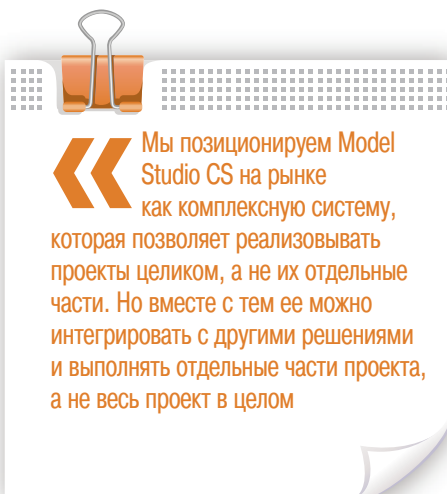 « Мы позиционируем Model
Studio CS на рынке
как комплексную систему,
которая позволяет реализовывать
проекты целиком, а не их отдельные
части. Но вместе с тем ее можно
интегрировать с другими решениями
и выполнять отдельные части проекта,
а не весь проект в целом